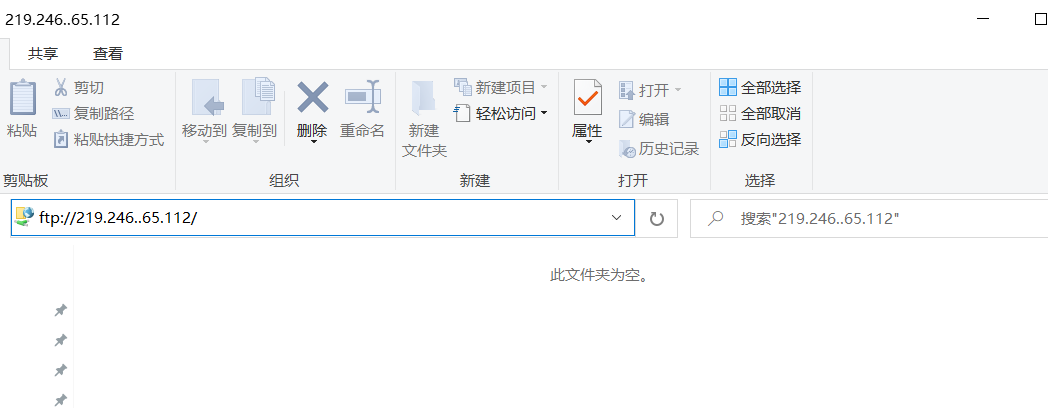 219.246..65.112
共享 查看
剪切
复制路径
粘贴快捷方式
粘贴
剪贴板
移动到 复制到 删除 重命名
组织
新建
文件夹
新建项目
轻松访问
新建
属性
打开
编辑
历史记录
打开
全部选择
全部取消
反向选择
选择
ftp://219.246..65.112/
搜索"219.246..65.112"
此文件夹为空。